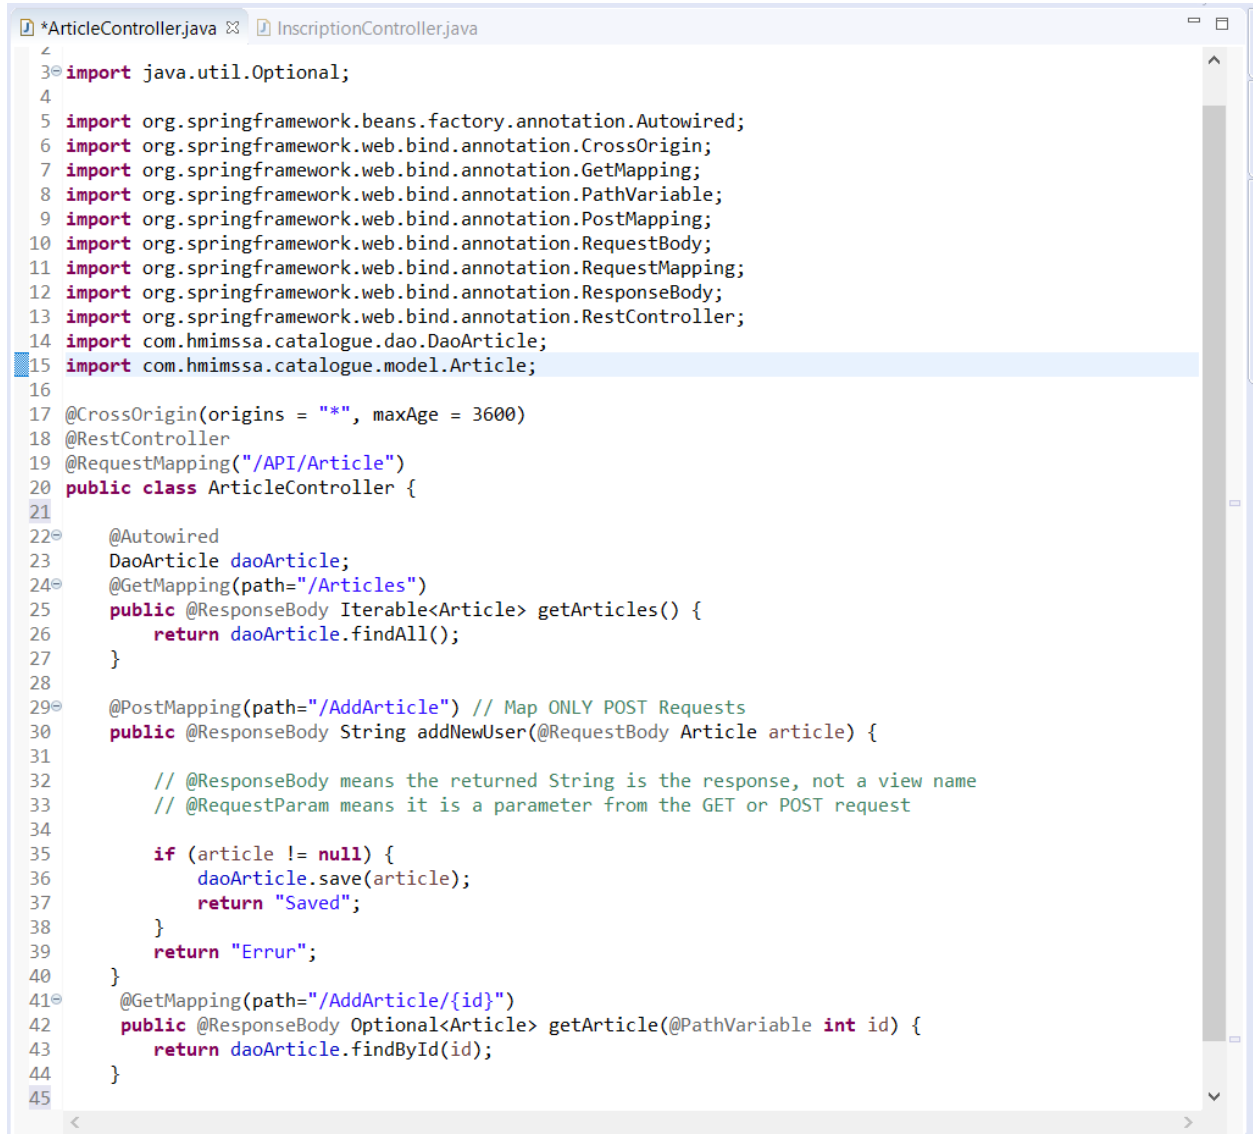 *ArticleController.java InscriptionController.java
2
3 import java.util.Optional;
4
5 import org.springframework.beans.factory.annotation.Autowired;
6 import org.springframework.web.bind.annotation.CrossOrigin;
7 import org.springframework.web.bind.annotation.GetMapping;
8 import org.springframework.web.bind.annotation.PathVariable;
9 import org.springframework.web.bind.annotation.PostMapping;
10 import org.springframework.web.bind.annotation.RequestBody;
11 import org.springframework.web.bind.annotation.RequestMapping;
12 import org.springframework.web.bind.annotation.ResponseBody;
13 import org.springframework.web.bind.annotation.RestController;
14 import com.hmimssa.catalogue.dao.DaoArticle;
15 import com.hmimssa.catalogue.model.Article;
16
17 @CrossOrigin(origins = "*", maxAge = 3600)
18 @RestController
19 @RequestMapping("/API/Article")
20 public class ArticleController {
21
22 @Autowired
23 DaoArticle daoArticle;
24 @GetMapping(path="/Articles")
25 public @ResponseBody Iterable<Article> getArticles() {
26 return daoArticle.findAll();
27 }
28
29 @PostMapping(path="/AddArticle") // Map ONLY POST Requests
30 public @ResponseBody String addNewUser(@RequestBody Article article) {
31
32 // @ResponseBody means the returned String is the response, not a view name
33 // @RequestParam means it is a parameter from the GET or POST request
34
35 if (article != null) {
36 daoArticle.save(article);
37 return "Saved";
38 }
39 return "Errur";
40 }
41 @GetMapping(path="/AddArticle/{id}")
42 public @ResponseBody Optional<Article> getArticle(@PathVariable int id) {
43 return daoArticle.findById(id);
44 }
45